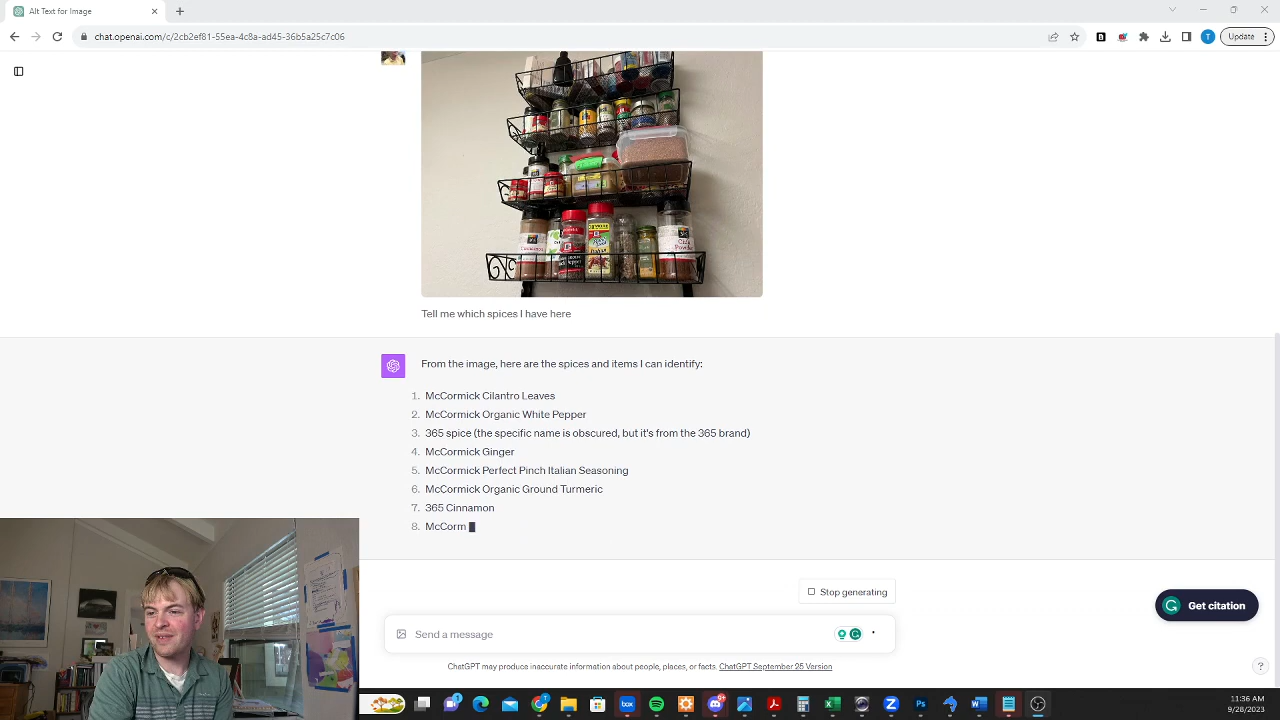 Alt Text for Image
chat.openai.com/c/2cb2ef81-55ea-4c8a-ad45-36b5a25c7c06
Update
Tell me which spices I have here
From the image, here are the spices and items I can identify:
1. McCormick Cilantro Leaves
2. McCormick Organic White Pepper
3. 365 spice (the specific name is obscured, but it's from the 365 brand)
4. McCormick Ginger
5. McCormick Perfect Pinch Italian Seasoning
6. McCormick Organic Ground Turmeric
7. 365 Cinnamon
8. McCorm
Stop generating
Get citation
Send a message
ChatGPT may produce inaccurate information about people, places, or facts. ChatGPT September 25 Version
11:36 AM
9/28/2023